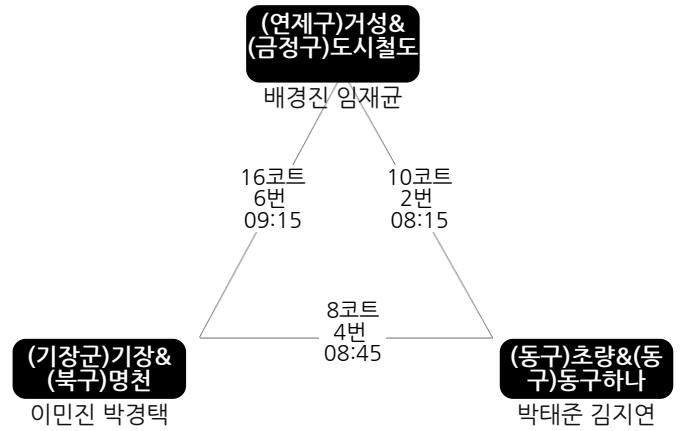 (연제구)거성&
(금정구)도시철도
배경진 임재균
16코트
6번
09:15
10코트
2번
08:15
8코트
4번
08:45
(기장군)기장&
(북구)명천
이민진 박경택
(동구)초량&(동
구)동구하나
박태준 김지연